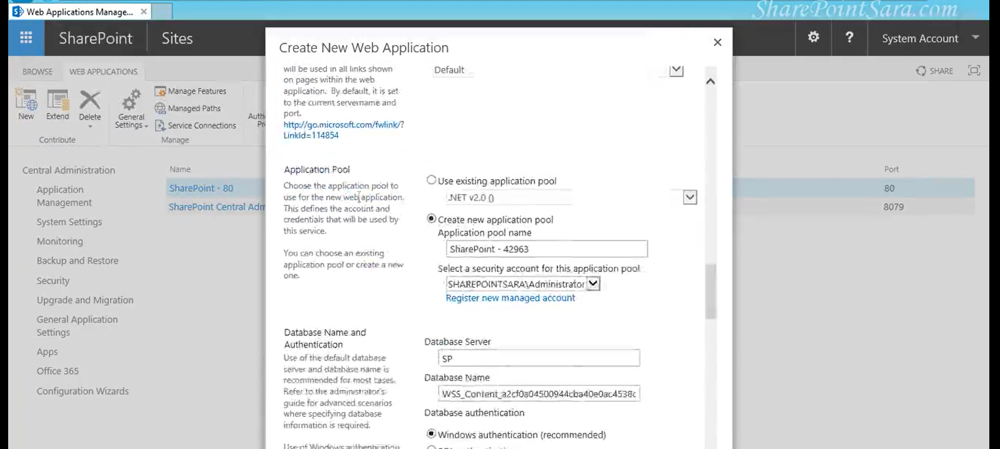 SharePointSara.com
Web Applications Manage...
SharePoint
Sites
System Account
BROWSE
WEB APPLICATIONS
SHARE
New
Extend
Delete
General
Settings
Manage Features
Managed Paths
Service Connections
Auth
Pr
Contribute
Manage
Central Administration
Application
Management
System Settings
Monitoring
Backup and Restore
Security
Upgrade and Migration
General Application
Settings
Apps
Office 365
Configuration Wizards
Name
Port
SharePoint - 80
80
SharePoint Central Adm
8079
Create New Web Application
will be used in all links shown
on pages within the web
application. By default, it is set
to the current servername and
port.
http://go.microsoft.com/fwlink/?
LinkId=114854
Default
Application Pool
Choose the application pool to
use for the new web application.
This defines the account and
credentials that will be used by
this service.
You can choose an existing
application pool or create a new
one.
Use existing application pool
.NET v2.0 ()
Create new application pool
Application pool name
SharePoint - 42963
Select a security account for this application pool
SHAREPOINTSARA\Administrator
Register new managed account
Database Name and
Authentication
Use of the default database
server and database name is
recommended for most cases.
Refer to the administrator's
guide for advanced scenarios
where specifying database
information is required.
Use of Windows authentication
Database Server
SP
Database Name
WSS_Content_a2cf0a04500944cba40e0ac4538c
Database authentication
Windows authentication (recommended)